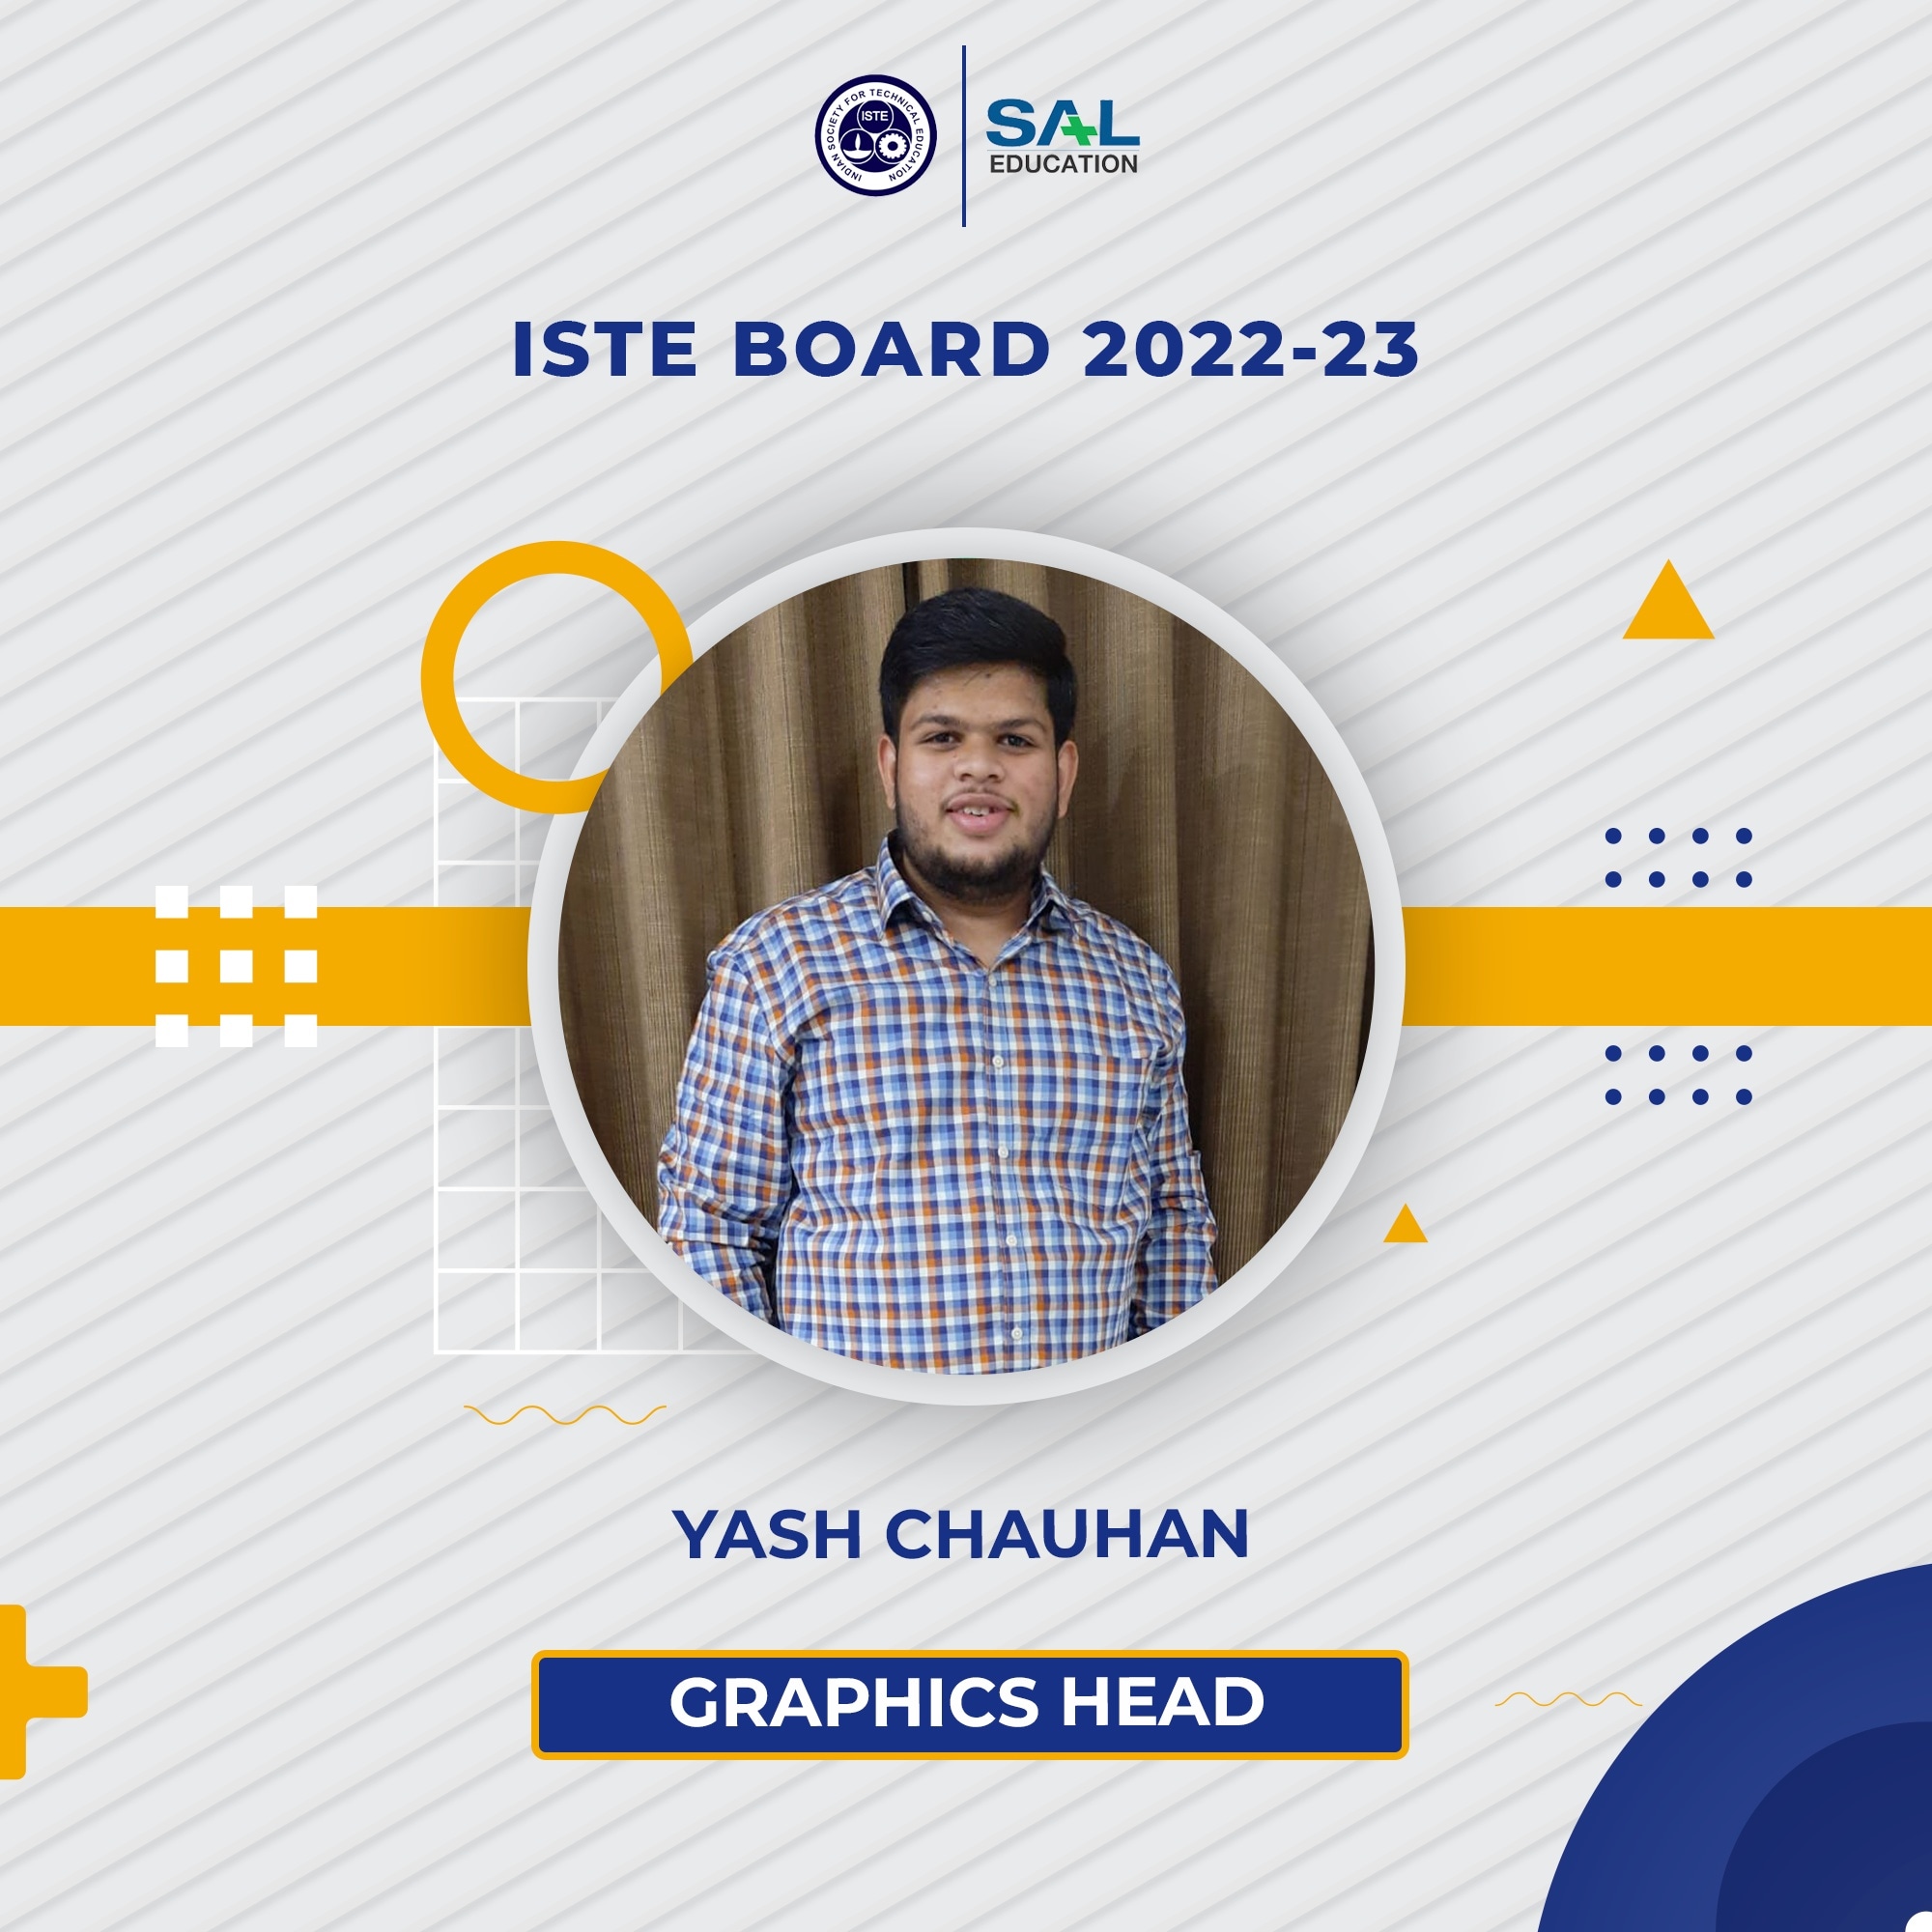 INDIAN SOCIETY FOR TECHNICAL EDUCATION
ISTE
SAL
EDUCATION
ISTE BOARD 2022-23
YASH CHAUHAN
GRAPHICS HEAD